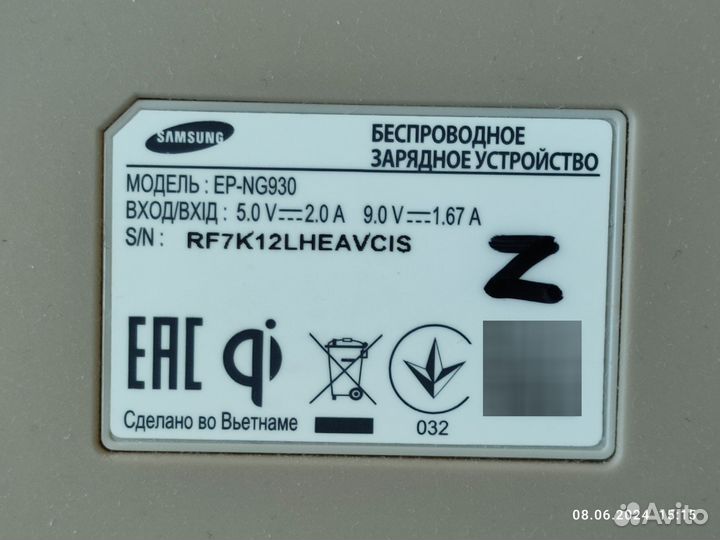 SAMSUNG
БЕСПРОВОДНОЕ
ЗАРЯДНОЕ УСТРОЙСТВО
МОДЕЛЬ : EP-NG930
ВХОД/ВХІД : 5.0 V⎓2.0 A 9.0 V⎓1.67 A
S/N : RF7K12LHEAVCIS
Z
EAC qi
Сделано во Вьетнаме
032
08.06.2024 15:15
Avito